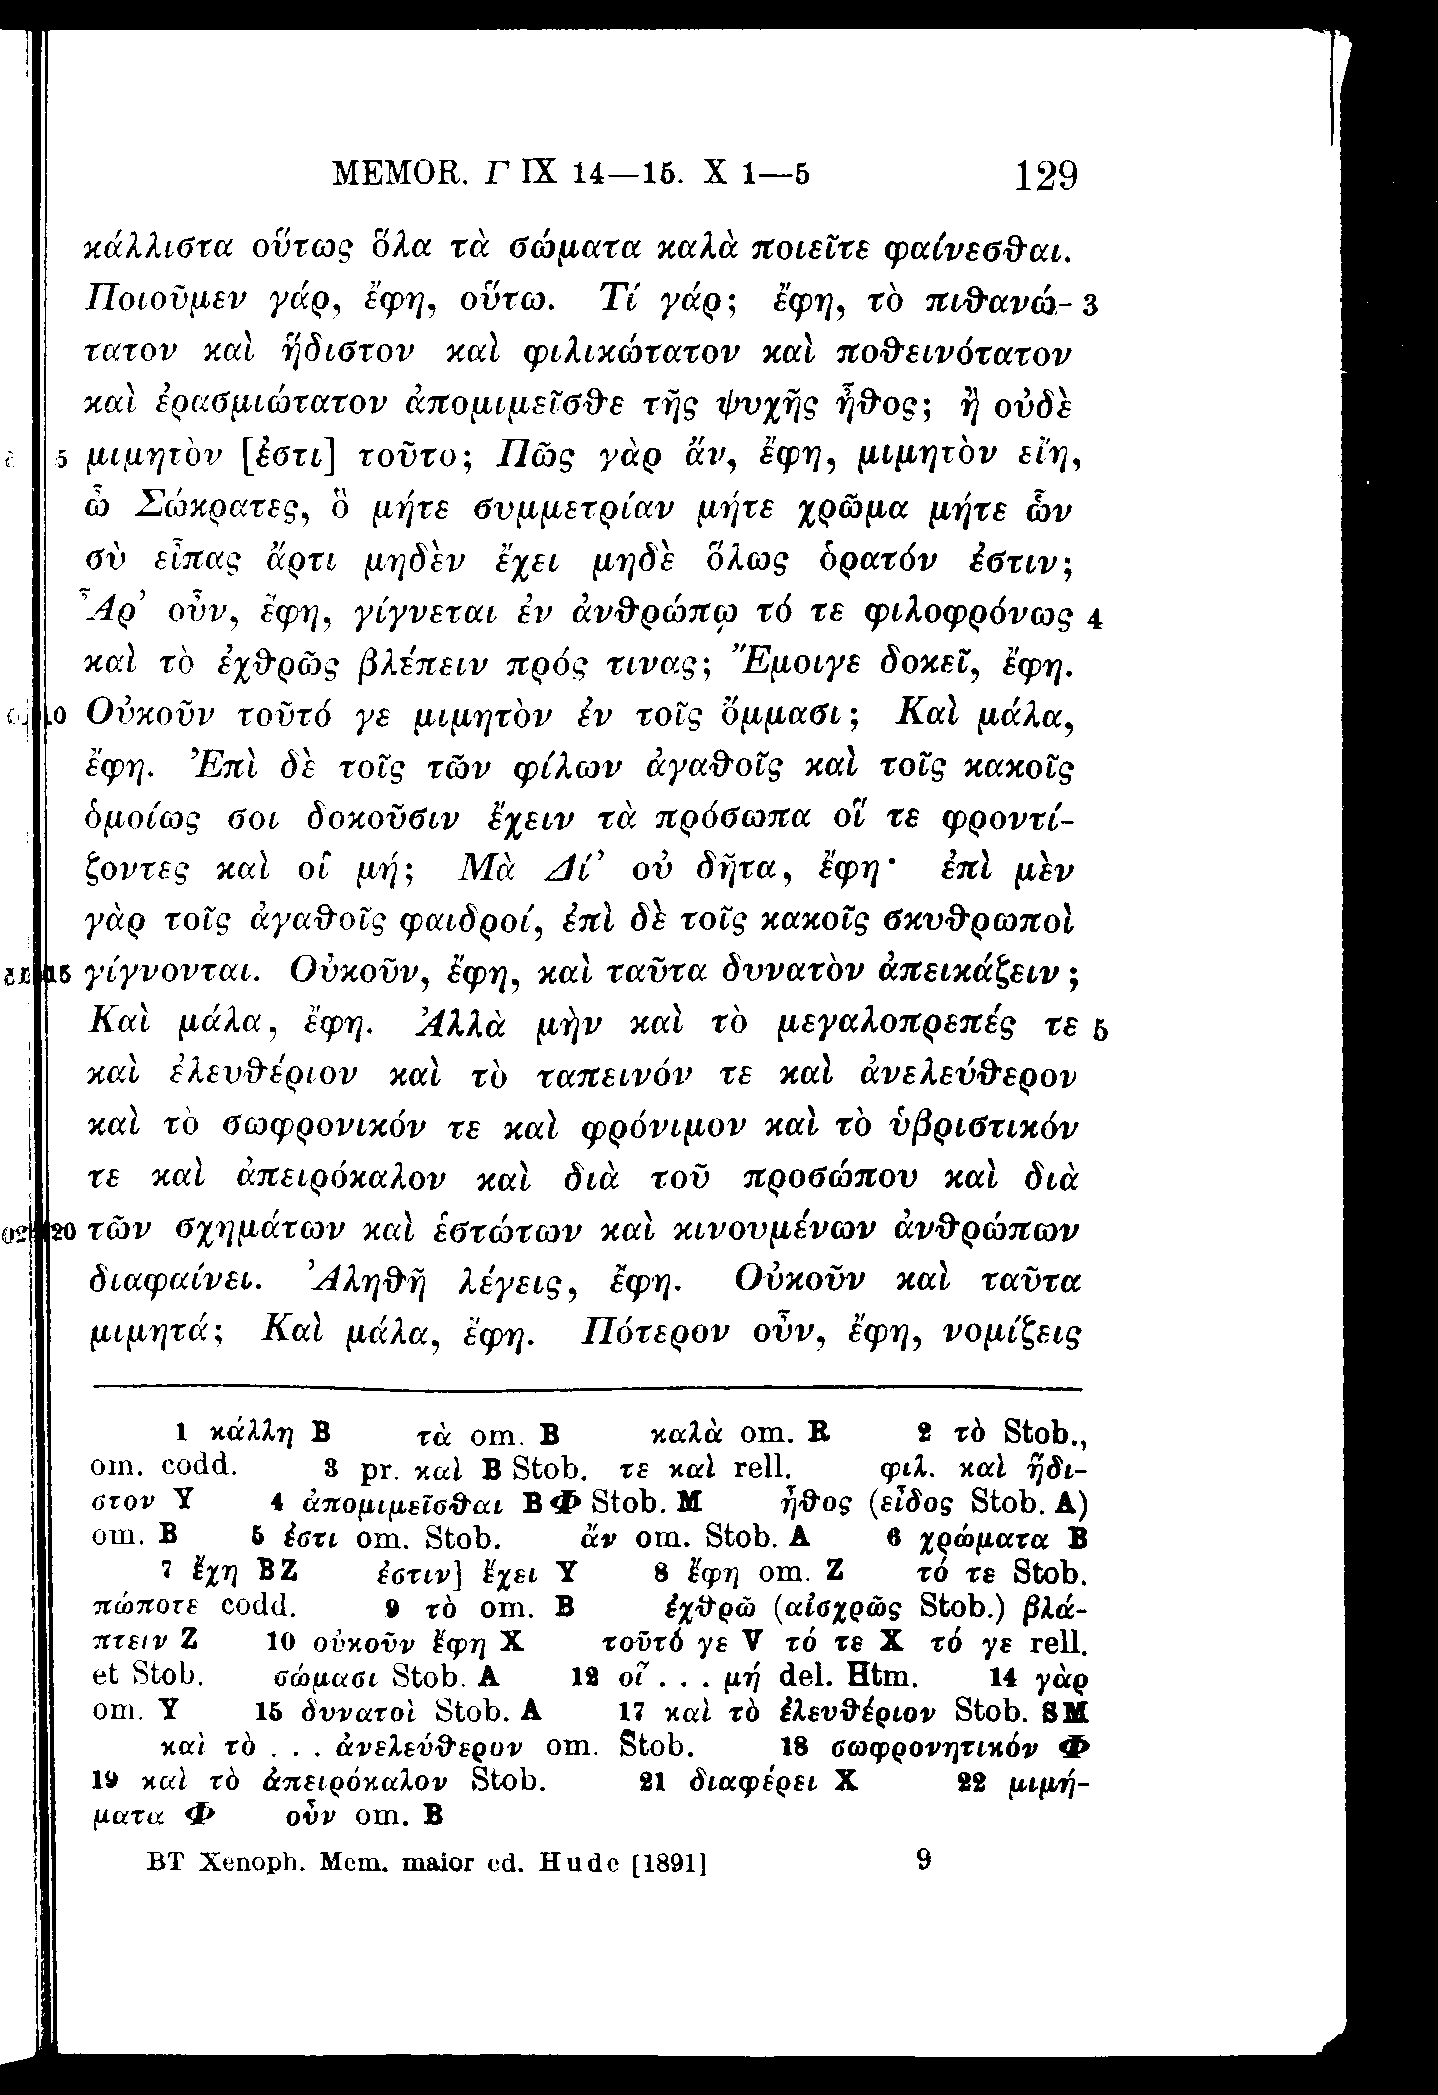 MEMOR. Γ IX 14—15. X 1—5 129
κάλλιστα οὕτως ὅλα τὰ σώματα καλὰ ποιεῖτε φαίνεσθαι.
Ποιοῦμεν γάρ, ἔφη, οὕτω. Τί γάρ; ἔφη, τὸ πιθανώ- 3
τατον καὶ ἥδιστον καὶ φιλικώτατον καὶ ποθεινότατον
καὶ ἐρασμιώτατον ἀπομιμεῖσθε τῆς ψυχῆς ἦθος; ἢ οὐδὲ
5 μιμητὸν [ἐστι] τοῦτο; Πῶς γὰρ ἄν, ἔφη, μιμητὸν εἴη,
ὦ Σώκρατες, ὃ μήτε συμμετρίαν μήτε χρῶμα μήτε ὧν
σὺ εἶπας ἄρτι μηδὲν ἔχει μηδὲ ὅλως ὁρατόν ἐστιν;
Ἆρ’ οὖν, ἔφη, γίγνεται ἐν ἀνθρώπῳ τό τε φιλοφρόνως 4
καὶ τὸ ἐχθρῶς βλέπειν πρός τινας; Ἔμοιγε δοκεῖ, ἔφη.
10 Οὐκοῦν τοῦτό γε μιμητὸν ἐν τοῖς ὄμμασι; Καὶ μάλα,
ἔφη. Ἐπὶ δὲ τοῖς τῶν φίλων ἀγαθοῖς καὶ τοῖς κακοῖς
ὁμοίως σοι δοκοῦσιν ἔχειν τὰ πρόσωπα οἵ τε φροντί-
ζοντες καὶ οἱ μή; Μὰ Δί’ οὐ δῆτα, ἔφη· ἐπὶ μὲν
γὰρ τοῖς ἀγαθοῖς φαιδροί, ἐπὶ δὲ τοῖς κακοῖς σκυθρωποὶ
15 γίγνονται. Οὐκοῦν, ἔφη, καὶ ταῦτα δυνατὸν ἀπεικάζειν;
Καὶ μάλα, ἔφη. Ἀλλὰ μὴν καὶ τὸ μεγαλοπρεπές τε 5
καὶ ἐλευθέριον καὶ τὸ ταπεινόν τε καὶ ἀνελεύθερον
καὶ τὸ σωφρονικόν τε καὶ φρόνιμον καὶ τὸ ὑβριστικόν
τε καὶ ἀπειρόκαλον καὶ διὰ τοῦ προσώπου καὶ διὰ
20 τῶν σχημάτων καὶ ἑστώτων καὶ κινουμένων ἀνθρώπων
διαφαίνει. Ἀληθῆ λέγεις, ἔφη. Οὐκοῦν καὶ ταῦτα
μιμητά; Καὶ μάλα, ἔφη. Πότερον οὖν, ἔφη, νομίζεις
1 κάλλη B τὰ om. B καλὰ om. R 2 τὸ Stob.,
om. codd. 3 pr. καὶ B Stob. τε καὶ rell. φιλ. καὶ ἥδι-
στον Y 4 ἀπομιμεῖσθαι BΦ Stob. M ἦθος (εἶδος Stob. A)
om. B 5 ἐστι om. Stob. ἄν om. Stob. A 6 χρώματα B
7 ἔχῃ BZ ἐστιν] ἔχει Y 8 ἔφη om. Z τό τε Stob.
πώποτε codd. 9 τὸ om. B ἐχθρῶ (αἰσχρῶς Stob.) βλά-
πτειν Z 10 οὐκοῦν ἔφη X τοῦτό γε V τό τε X τό γε rell.
et Stob. σώμασι Stob. A 12 οἵ . . . μή del. Htm. 14 γὰρ
om. Y 15 δυνατοὶ Stob. A 17 καὶ τὸ ἐλευθέριον Stob. SM
καὶ τὸ . . . ἀνελεύθερον om. Stob. 18 σωφρονητικόν Φ
19 καὶ τὸ ἀπειρόκαλον Stob. 21 διαφέρει X 22 μιμή-
ματα Φ οὖν om. B
BT Xenoph. Mem. maior ed. Hude [1891] 9